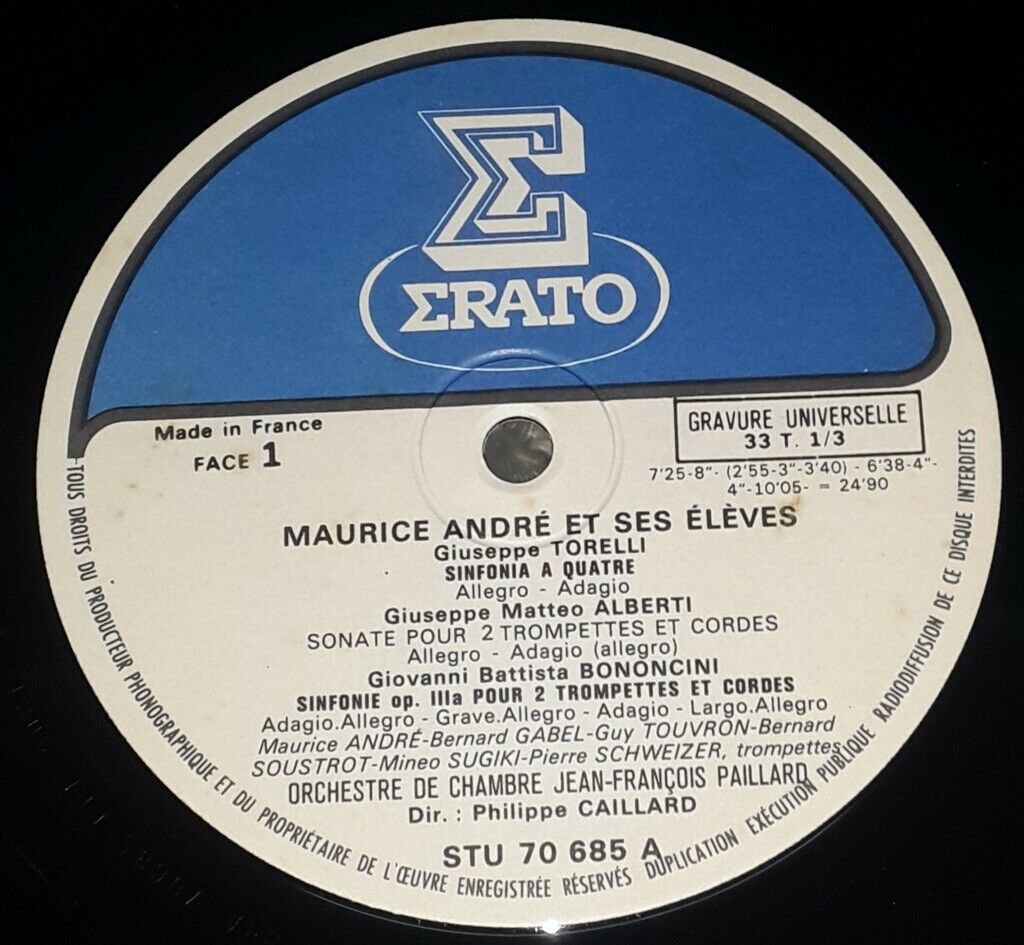 Σ
ΣRATO
Made in France
FACE 1
GRAVURE UNIVERSELLE
33 T. 1/3
7'25-8"- (2'55-3"-3'40) - 6'38-4"-
4"-10'05- = 24'90
MAURICE ANDRÉ ET SES ÉLÈVES
Giuseppe TORELLI
SINFONIA A QUATRE
Allegro - Adagio
Giuseppe Matteo ALBERTI
SONATE POUR 2 TROMPETTES ET CORDES
Allegro - Adagio (allegro)
Giovanni Battista BONONCINI
SINFONIE op. IIIa POUR 2 TROMPETTES ET CORDES
Adagio.Allegro - Grave.Allegro - Adagio - Largo.Allegro
Maurice ANDRÉ-Bernard GABEL-Guy TOUVRON-Bernard
SOUSTROT-Mineo SUGIKI-Pierre SCHWEIZER, trompettes
ORCHESTRE DE CHAMBRE JEAN-FRANÇOIS PAILLARD
Dir. : Philippe CAILLARD
STU 70 685 A
-TOUS DROITS DU PRODUCTEUR PHONOGRAPHIQUE ET DU PROPRIÉTAIRE DE L'ŒUVRE ENREGISTRÉE RÉSERVÉS DUPLICATION EXÉCUTION PUBLIQUE RADIODIFFUSION DE CE DISQUE INTERDITES